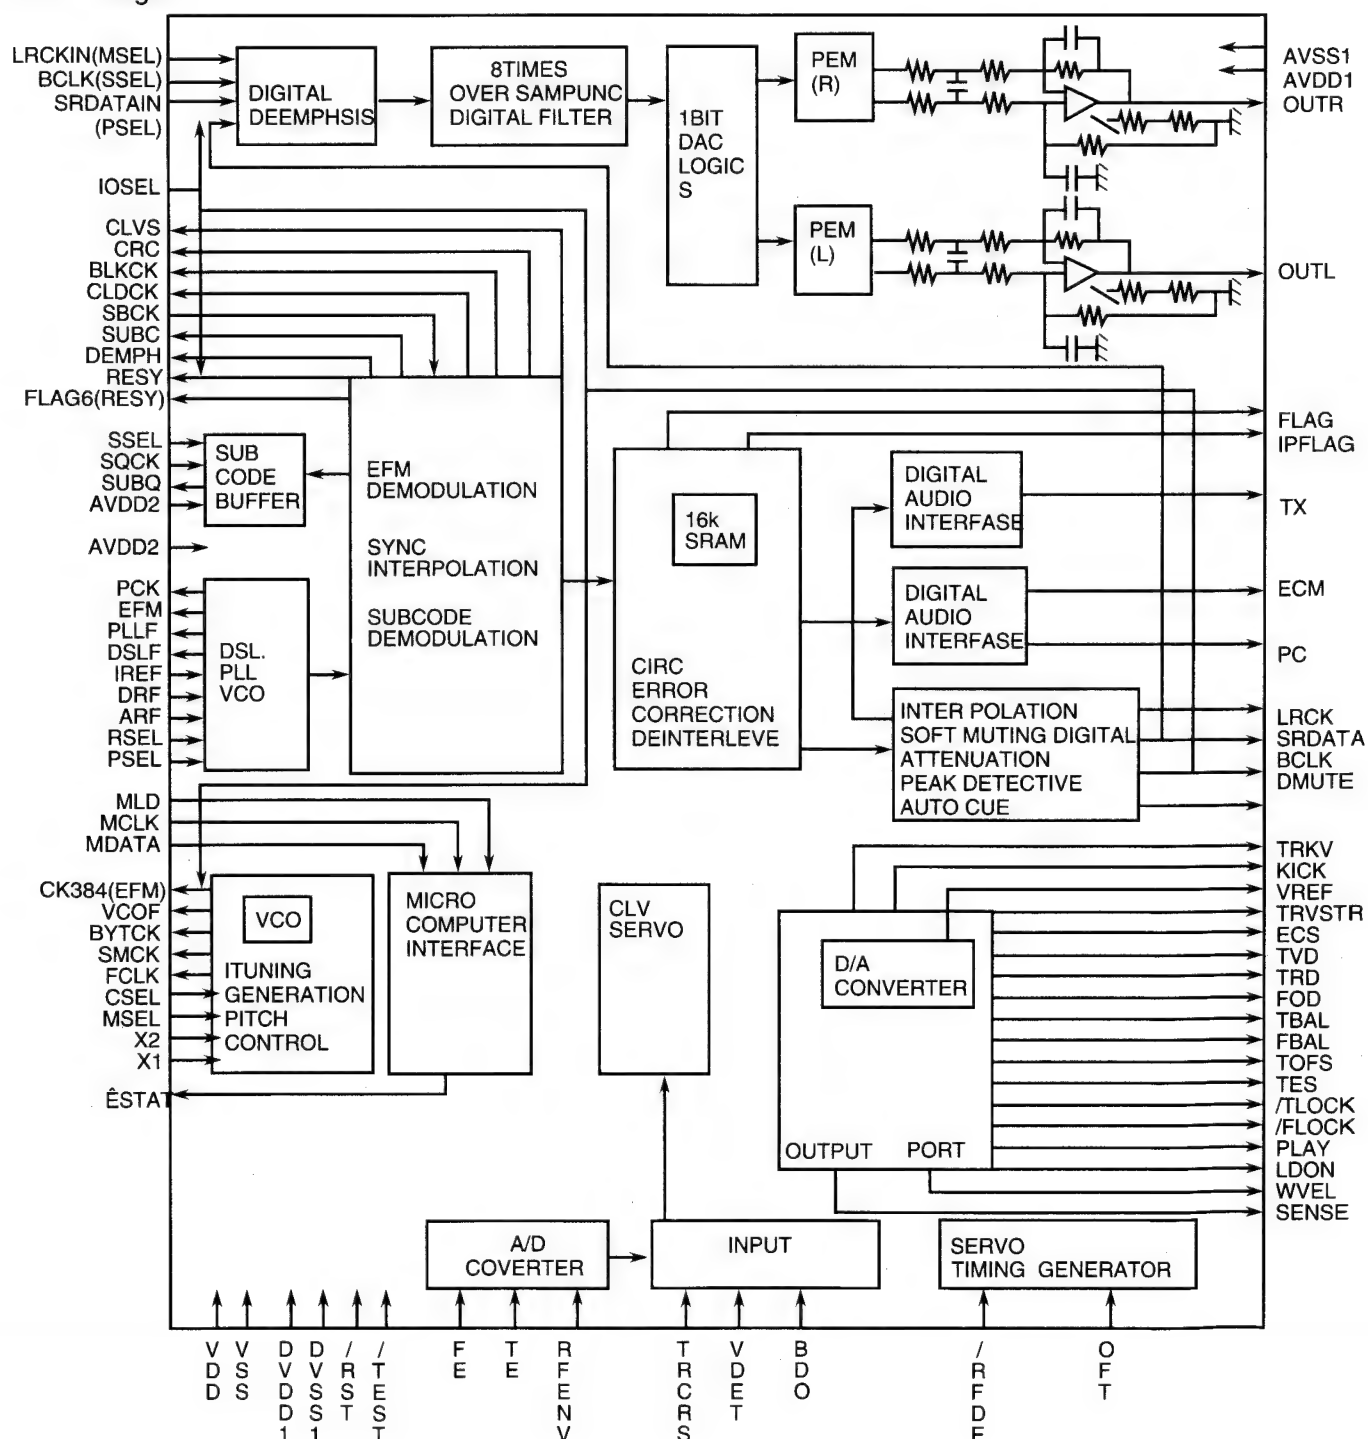 LRCKIN(MSEL)
BCLK(SSEL)
SRDATAIN
(PSEL)
IOSEL
CLVS
CRC
BLKCK
CLDCK
SBCK
SUBC
DEMPH
RESY
FLAG6(RESY)
SSEL
SQCK
SUBQ
AVDD2
AVDD2
PCK
EFM
PLLF
DSLF
IREF
DRF
ARF
RSEL
PSEL
MLD
MCLK
MDATA
CK384(EFM)
VCOF
BYTCK
SMCK
FCLK
CSEL
MSEL
X2
X1
ÊSTAT
DIGITAL
DEEMPHSIS
8TIMES
OVER SAMPUNC
DIGITAL FILTER
1BIT
DAC
LOGIC
S
PEM
(R)
PEM
(L)
SUB
CODE
BUFFER
DSL.
PLL
VCO
EFM
DEMODULATION
SYNC
INTERPOLATION
SUBCODE
DEMODULATION
16k
SRAM
CIRC
ERROR
CORRECTION
DEINTERLEVE
DIGITAL
AUDIO
INTERFASE
DIGITAL
AUDIO
INTERFASE
INTER POLATION
SOFT MUTING DIGITAL
ATTENUATION
PEAK DETECTIVE
AUTO CUE
VCO
ITUNING
GENERATION
PITCH
CONTROL
MICRO
COMPUTER
INTERFACE
CLV
SERVO
D/A
CONVERTER
OUTPUT PORT
A/D
COVERTER
INPUT
SERVO
TIMING GENERATOR
AVSS1
AVDD1
OUTR
OUTL
FLAG
IPFLAG
TX
ECM
PC
LRCK
SRDATA
BCLK
DMUTE
TRKV
KICK
VREF
TRVSTR
ECS
TVD
TRD
FOD
TBAL
FBAL
TOFS
TES
/TLOCK
/FLOCK
PLAY
LDON
WVEL
SENSE
VDD
VSS
DVDD1
DVSS1
/RST
/TEST
FE
TE
RFENV
TRCRS
VDET
BDO
/RFDE
OFT